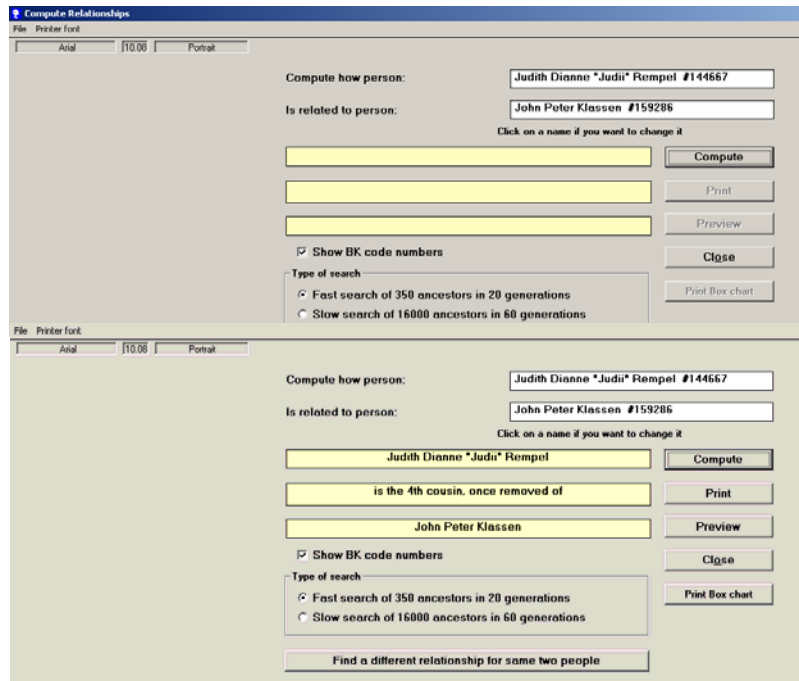 Compute Relationships
File Printer font
Arial 10.08 Portrait
Compute how person: Judith Dianne "Judii" Rempel #144667
Is related to person: John Peter Klassen #159286
Click on a name if you want to change it
Compute
Print
Preview
Show BK code numbers
Close
Type of search
Fast search of 350 ancestors in 20 generations
Print Box chart
Slow search of 16000 ancestors in 60 generations
File Printer font
Arial 10.08 Portrait
Compute how person: Judith Dianne "Judii" Rempel #144667
Is related to person: John Peter Klassen #159286
Click on a name if you want to change it
Judith Dianne "Judii" Rempel Compute
is the 4th cousin, once removed of Print
John Peter Klassen Preview
Show BK code numbers
Close
Type of search
Fast search of 350 ancestors in 20 generations Print Box chart
Slow search of 16000 ancestors in 60 generations
Find a different relationship for same two people